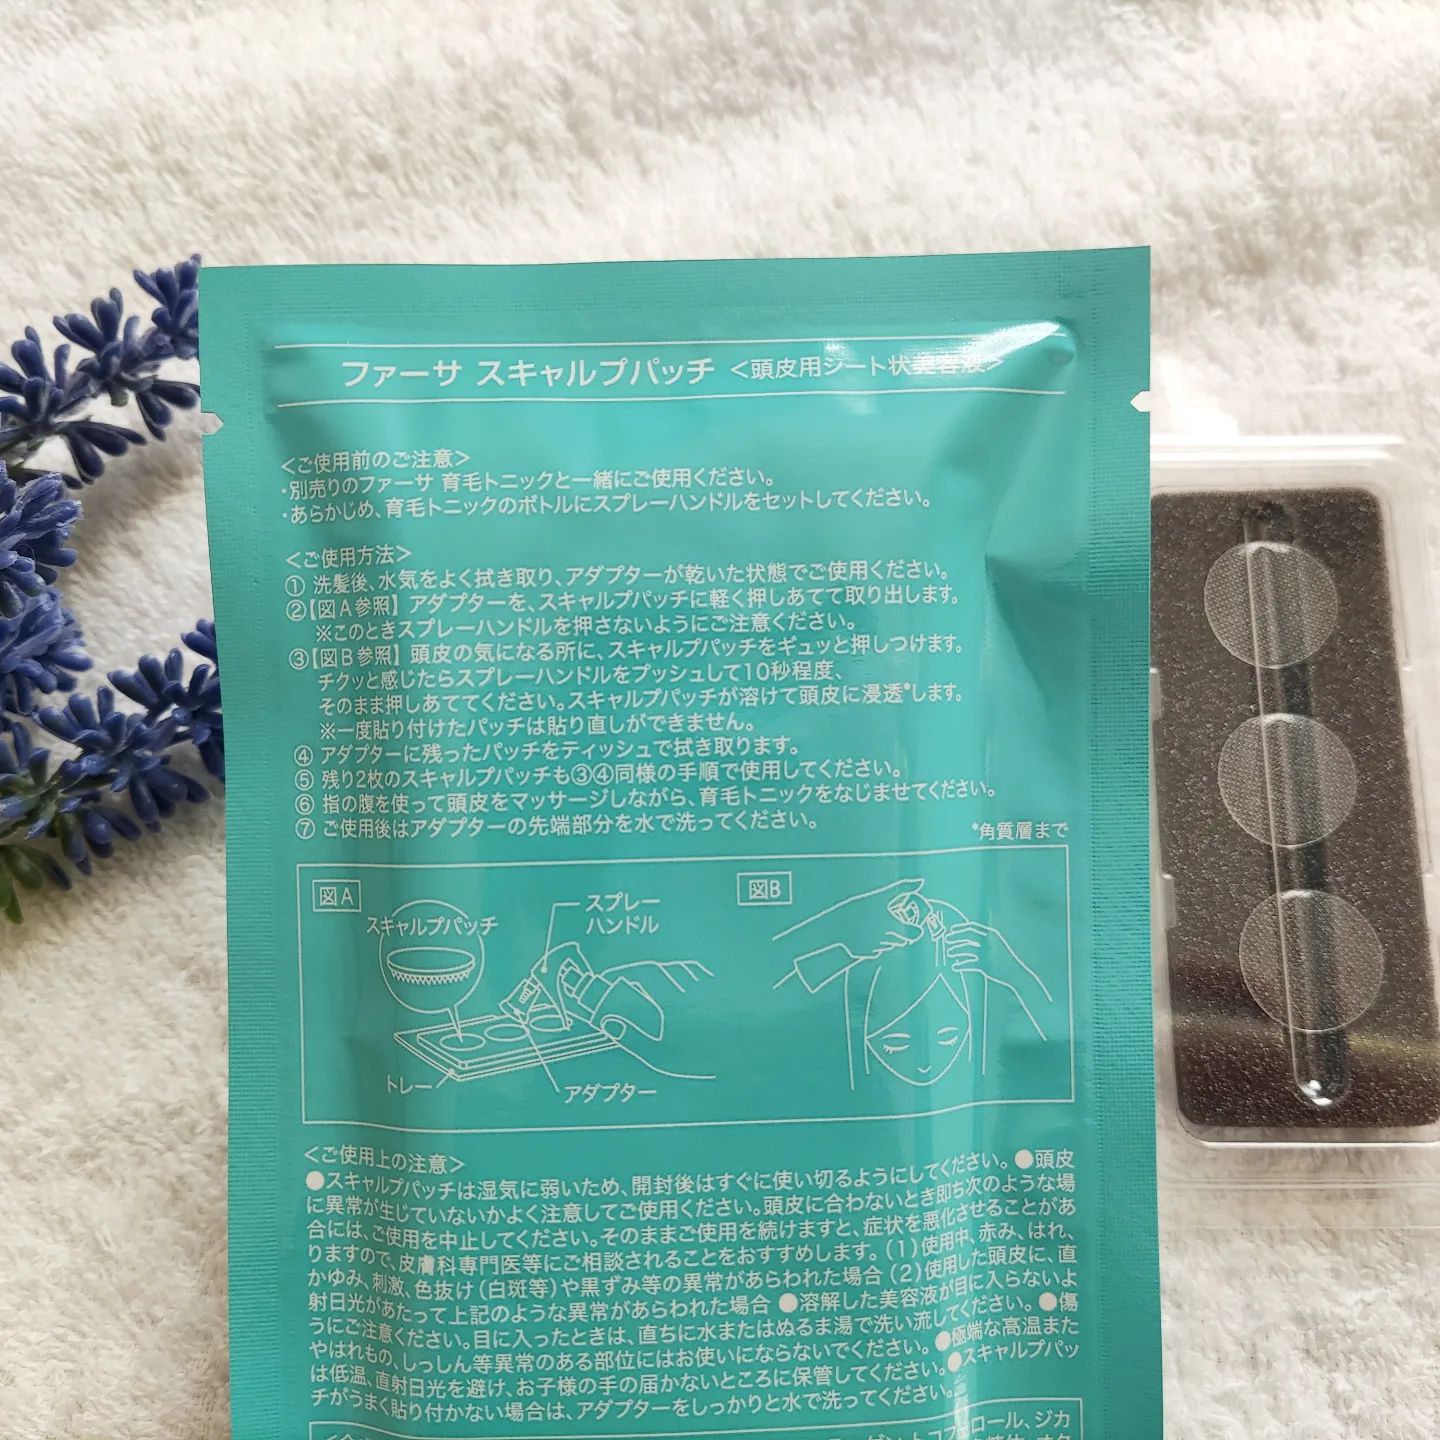 ファーサ スキャルプパッチ <頭皮用シート状美容液>
<ご使用前のご注意>
・別売りのファーサ 育毛トニックと一緒にご使用ください。
・あらかじめ、育毛トニックのボトルにスプレーハンドルをセットしてください。
<ご使用方法>
① 洗髪後、水気をよく拭き取り、アダプターが乾いた状態でご使用ください。
②【図A参照】アダプターを、スキャルプパッチに軽く押しあてて取り出します。
※このときスプレーハンドルを押さないようにご注意ください。
③【図B参照】頭皮の気になる所に、スキャルプパッチをギュッと押しつけます。
チクッと感じたらスプレーハンドルをプッシュして10秒程度、
そのまま押しあててください。スキャルプパッチが溶けて頭皮に浸透*します。
※一度貼り付けたパッチは貼り直しができません。
④ アダプターに残ったパッチをティッシュで拭き取ります。
⑤ 残り2枚のスキャルプパッチも③④同様の手順で使用してください。
⑥ 指の腹を使って頭皮をマッサージしながら、育毛トニックをなじませてください。
⑦ ご使用後はアダプターの先端部分を水で洗ってください。
*角質層まで
図A
スキャルプパッチ
スプレー
ハンドル
トレー
アダプター
図B
<ご使用上の注意>
●スキャルプパッチは湿気に弱いため、開封後はすぐに使い切るようにしてください。●頭皮
に異常が生じていないかよく注意してご使用ください。頭皮に合わないとき即ち次のような場
合には、ご使用を中止してください。そのままご使用を続けますと、症状を悪化させることがあ
りますので、皮膚科専門医等にご相談されることをおすすめします。(1)使用中、赤み、はれ、
かゆみ、刺激、色抜け(白斑等)や黒ずみ等の異常があらわれた場合(2)使用した頭皮に、直
射日光があたって上記のような異常があらわれた場合 ●溶解した美容液が目に入らないよ
うにご注意ください。目に入ったときは、直ちに水またはぬるま湯で洗い流してください。●傷
やはれもの、しっしん等異常のある部位にはお使いにならないでください。●極端な高温また
は低温、直射日光を避け、お子様の手の届かないところに保管してください。●スキャルプパッ
チがうまく貼り付かない場合は、アダプターをしっかりと水で洗ってください。
ロール、ジカ